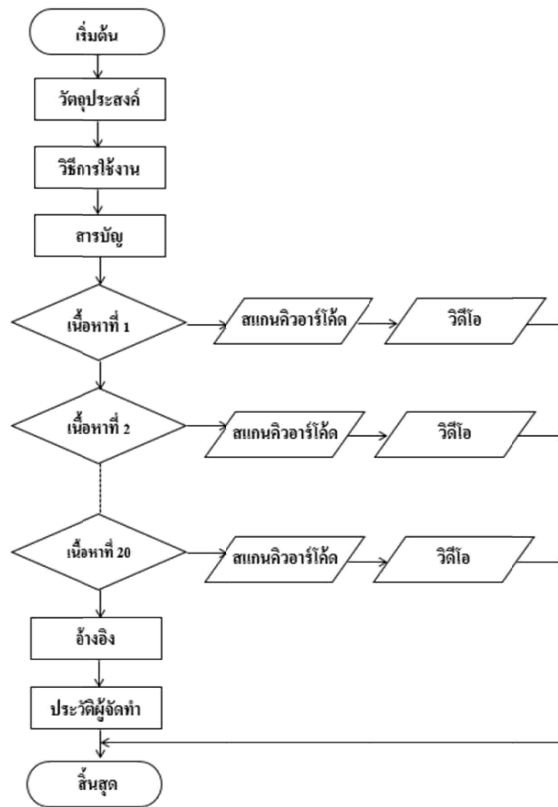 เริ่มต้น
วัตถุประสงค์
วิธีการใช้งาน
สารบัญ
เนื้อหาที่ 1
สแกนคิวอาร์โค้ด
วิดีโอ
เนื้อหาที่ 2
สแกนคิวอาร์โค้ด
วิดีโอ
เนื้อหาที่ 20
สแกนคิวอาร์โค้ด
วิดีโอ
อ้างอิง
ประวัติผู้จัดทำ
สิ้นสุด